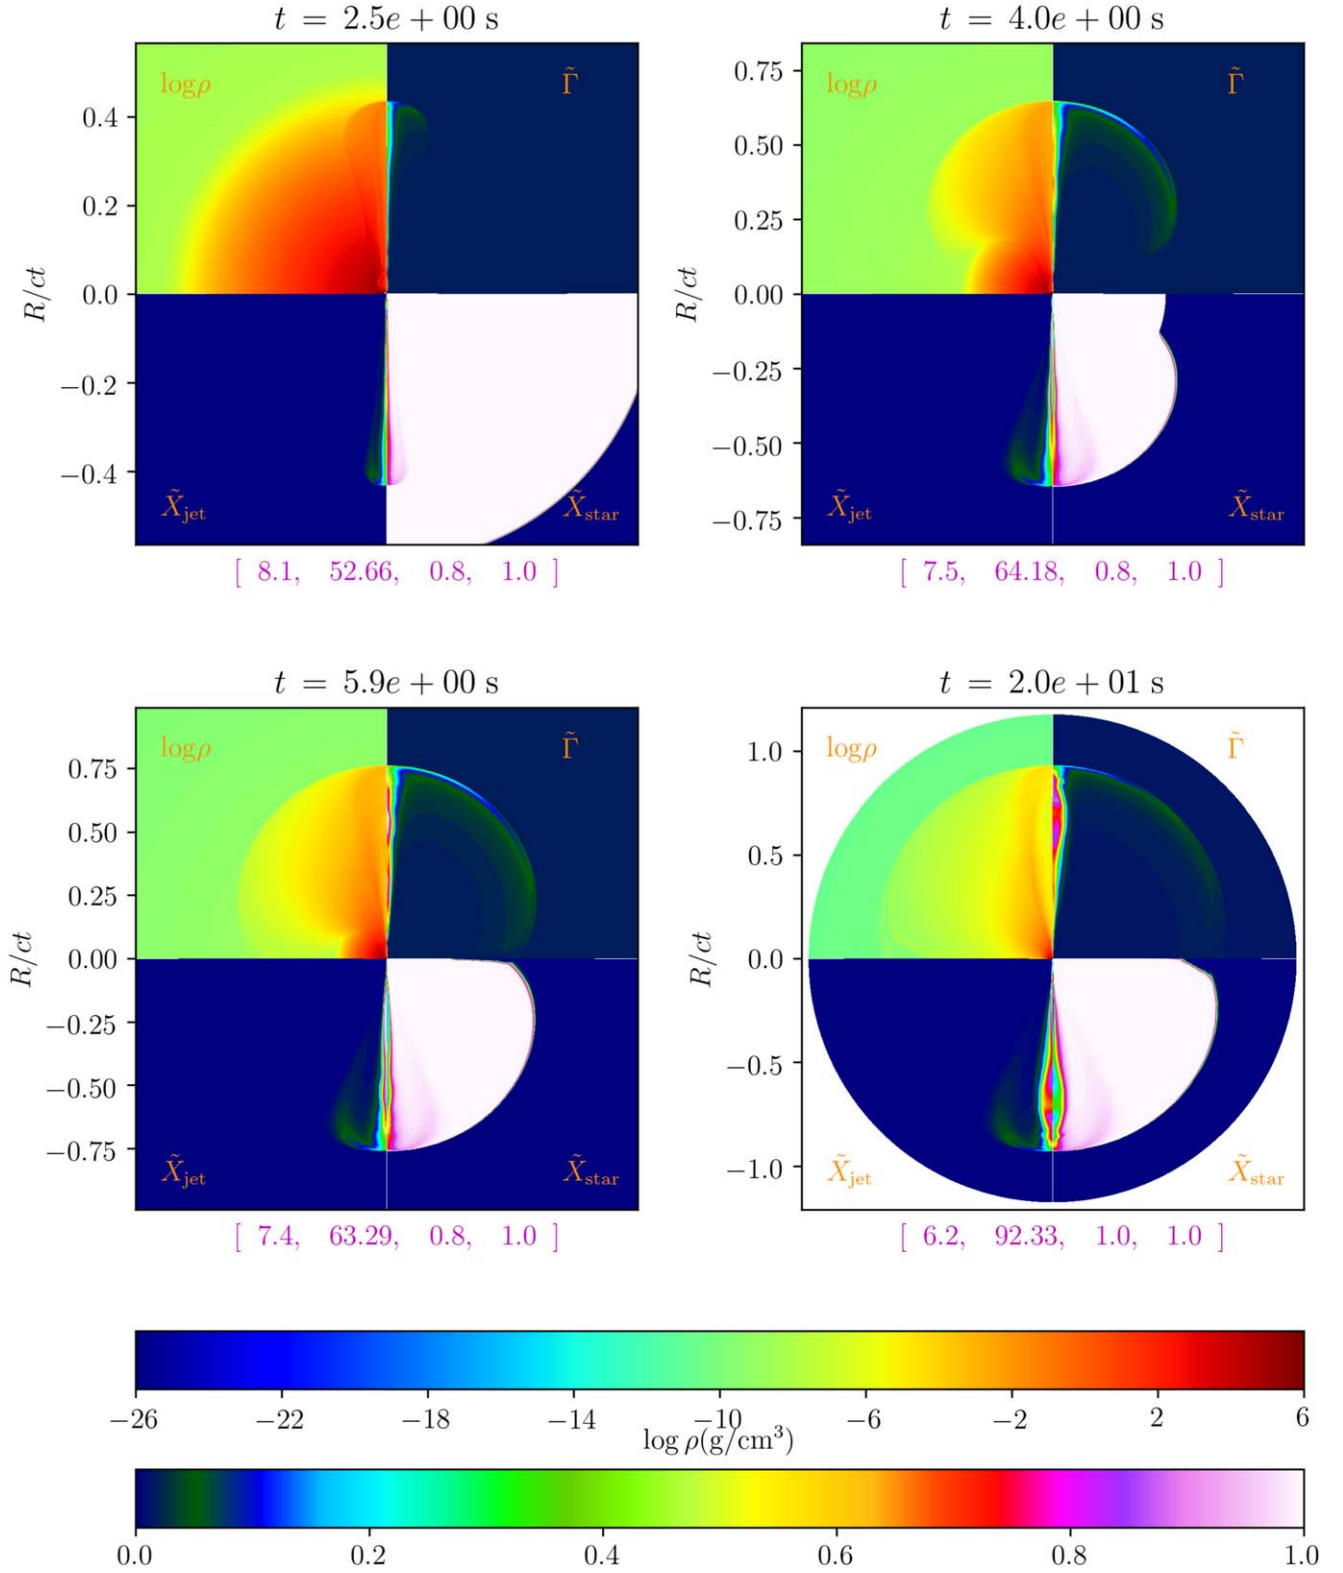 t = 2.5e + 00 s
logρ
Γ̃
0.4
0.2
0.0
−0.2
−0.4
R/ct
X̃jet
X̃star
[ 8.1, 52.66, 0.8, 1.0 ]
t = 4.0e + 00 s
logρ
Γ̃
0.75
0.50
0.25
0.00
−0.25
−0.50
−0.75
R/ct
X̃jet
X̃star
[ 7.5, 64.18, 0.8, 1.0 ]
t = 5.9e + 00 s
logρ
Γ̃
0.75
0.50
0.25
0.00
−0.25
−0.50
−0.75
R/ct
X̃jet
X̃star
[ 7.4, 63.29, 0.8, 1.0 ]
t = 2.0e + 01 s
logρ
Γ̃
1.0
0.5
0.0
−0.5
−1.0
R/ct
X̃jet
X̃star
[ 6.2, 92.33, 1.0, 1.0 ]
−26 −22 −18 −14 −10 −6 −2 2 6
log ρ(g/cm³)
0.0 0.2 0.4 0.6 0.8 1.0